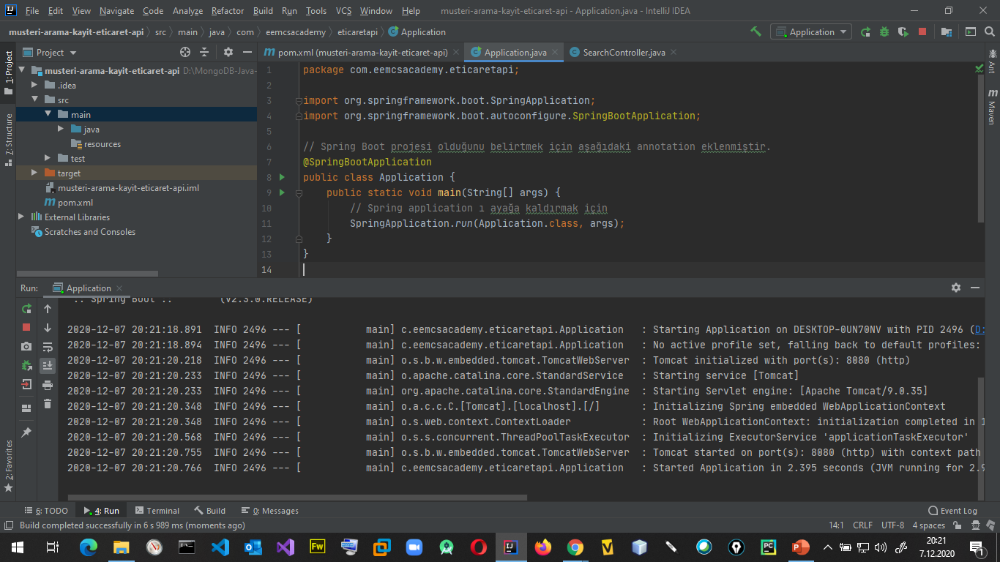 File Edit View Navigate Code Analyze Refactor Build Run Tools VCS Window Help musteri-arama-kayit-eticaret-api - Application.java - IntelliJ IDEA
musteri-arama-kayit-eticaret-api src main java com eemcsacademy eticaretapi Application Application
1: Project
7: Structure
2: Favorites
Project
musteri-arama-kayit-eticaret-api D:\MongoDB-Java-
.idea
src
main
java
resources
test
target
musteri-arama-kayit-eticaret-api.iml
pom.xml
External Libraries
Scratches and Consoles
pom.xml (musteri-arama-kayit-eticaret-api) Application.java SearchController.java
1 package com.eemcsacademy.eticaretapi;
2
3 import org.springframework.boot.SpringApplication;
4 import org.springframework.boot.autoconfigure.SpringBootApplication;
5
6 // Spring Boot projesi olduğunu belirtmek için aşağıdaki annotation eklenmiştir.
7 @SpringBootApplication
8 public class Application {
9 public static void main(String[] args) {
10 // Spring application ı ayağa kaldırmak için
11 SpringApplication.run(Application.class, args);
12 }
13 }
14
Ant
Maven
Run: Application
:: Spring Boot :: (v2.3.0.RELEASE)
2020-12-07 20:21:18.891 INFO 2496 --- [ main] c.eemcsacademy.eticaretapi.Application : Starting Application on DESKTOP-0UN70NV with PID 2496 (D:
2020-12-07 20:21:18.894 INFO 2496 --- [ main] c.eemcsacademy.eticaretapi.Application : No active profile set, falling back to default profiles:
2020-12-07 20:21:20.218 INFO 2496 --- [ main] o.s.b.w.embedded.tomcat.TomcatWebServer : Tomcat initialized with port(s): 8080 (http)
2020-12-07 20:21:20.233 INFO 2496 --- [ main] o.apache.catalina.core.StandardService : Starting service [Tomcat]
2020-12-07 20:21:20.233 INFO 2496 --- [ main] org.apache.catalina.core.StandardEngine : Starting Servlet engine: [Apache Tomcat/9.0.35]
2020-12-07 20:21:20.348 INFO 2496 --- [ main] o.a.c.c.C.[Tomcat].[localhost].[/] : Initializing Spring embedded WebApplicationContext
2020-12-07 20:21:20.348 INFO 2496 --- [ main] o.s.web.context.ContextLoader : Root WebApplicationContext: initialization completed in 1
2020-12-07 20:21:20.568 INFO 2496 --- [ main] o.s.s.concurrent.ThreadPoolTaskExecutor : Initializing ExecutorService 'applicationTaskExecutor'
2020-12-07 20:21:20.755 INFO 2496 --- [ main] o.s.b.w.embedded.tomcat.TomcatWebServer : Tomcat started on port(s): 8080 (http) with context path
2020-12-07 20:21:20.766 INFO 2496 --- [ main] c.eemcsacademy.eticaretapi.Application : Started Application in 2.395 seconds (JVM running for 2.9
6: TODO 4: Run Terminal Build 0: Messages Event Log
Build completed successfully in 6 s 989 ms (moments ago) 14:1 CRLF UTF-8 4 spaces
20:21
7.12.2020